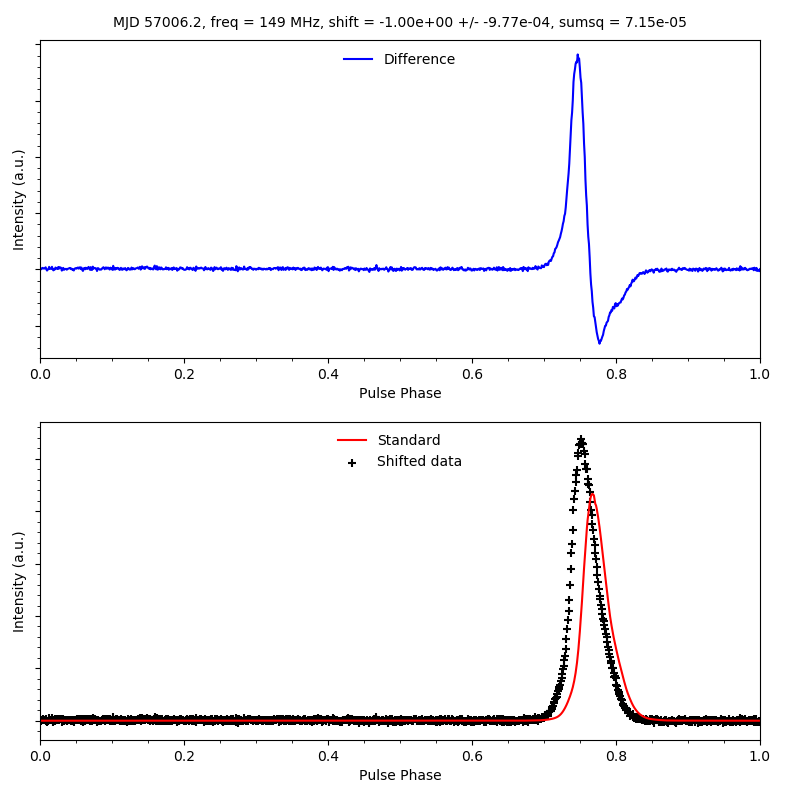 MJD 57006.2, freq = 149 MHz, shift = -1.00e+00 +/- -9.77e-04, sumsq = 7.15e-05
Difference
Intensity (a.u.)
0.0 0.2 0.4 0.6 0.8 1.0
Pulse Phase
Standard
Shifted data
Intensity (a.u.)
0.0 0.2 0.4 0.6 0.8 1.0
Pulse Phase